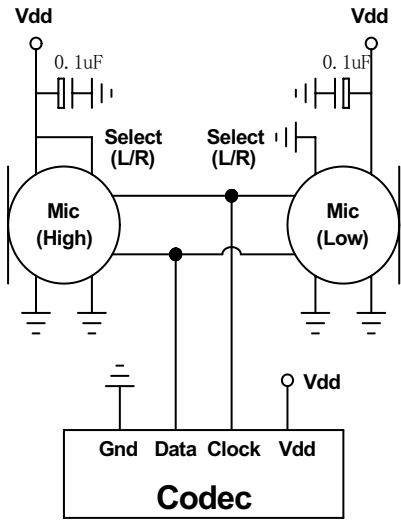 Vdd
Vdd
0.1uF
0.1uF
Select
(L/R)
Select
(L/R)
Mic
(High)
Mic
(Low)
Vdd
Gnd Data Clock Vdd
Codec